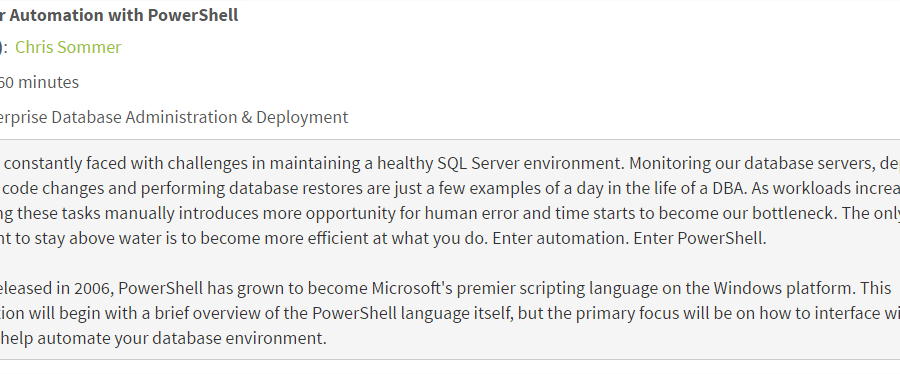 r Automation with PowerShell
): Chris Sommer
60 minutes
erprise Database Administration & Deployment
constantly faced with challenges in maintaining a healthy SQL Server environment. Monitoring our database servers, de
code changes and performing database restores are just a few examples of a day in the life of a DBA. As workloads increa
ng these tasks manually introduces more opportunity for human error and time starts to become our bottleneck. The only
nt to stay above water is to become more efficient at what you do. Enter automation. Enter PowerShell.
eleased in 2006, PowerShell has grown to become Microsoft's premier scripting language on the Windows platform. This
ion will begin with a brief overview of the PowerShell language itself, but the primary focus will be on how to interface wi
help automate your database environment.